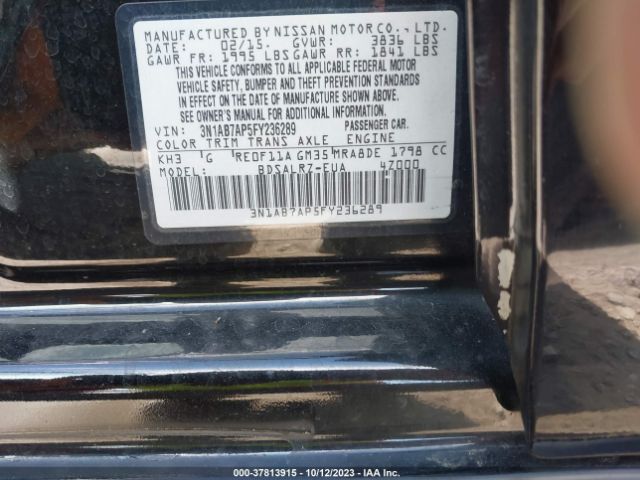 MANUFACTURED BY NISSAN MOTOR CO., LTD.
DATE: 02/15. GVWR: 3836 LBS
GAWR FR: 1995 LBS GAWR RR: 1841 LBS
THIS VEHICLE CONFORMS TO ALL APPLICABLE FEDERAL MOTOR
VEHICLE SAFETY, BUMPER AND THEFT PREVENTION STANDARDS
IN EFFECT ON THE DATE OF MANUFACTURE SHOWN ABOVE.
SEE OWNER'S MANUAL FOR ADDITIONAL INFORMATION.
VIN: 3N1AB7AP5FY236289 PASSENGER CAR.
COLOR TRIM TRANS AXLE ENGINE
KH3 G RE0F11A GM35 MRA8DE 1798 CC
MODEL: BDSALRZ-EUA 4Z000
3N1AB7AP5FY236289
000-37813915 - 10/12/2023 - IAA Inc.